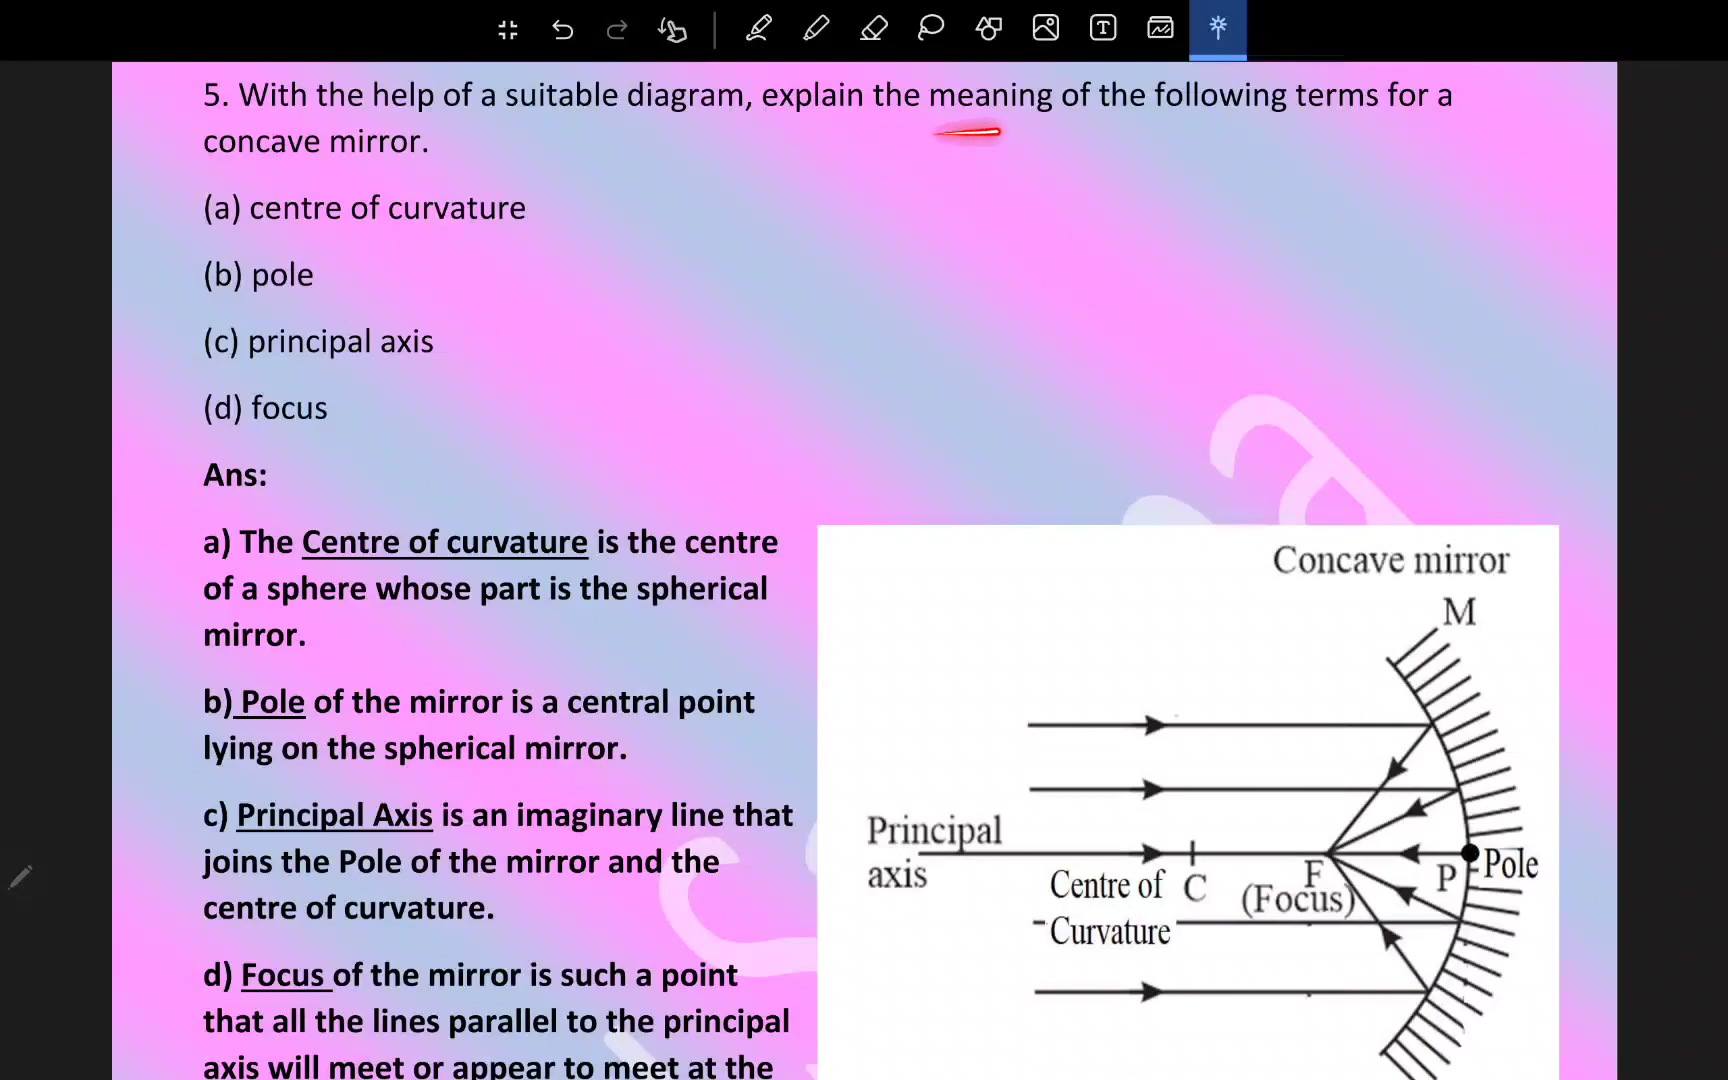 5. With the help of a suitable diagram, explain the meaning of the following terms for a
concave mirror.
(a) centre of curvature
(b) pole
(c) principal axis
(d) focus
Ans:
a) The Centre of curvature is the centre
of a sphere whose part is the spherical
mirror.
b) Pole of the mirror is a central point
lying on the spherical mirror.
c) Principal Axis is an imaginary line that
joins the Pole of the mirror and the
centre of curvature.
d) Focus of the mirror is such a point
that all the lines parallel to the principal
axis will meet or appear to meet at the
Concave mirror
M
Principal
axis
Centre of
Curvature
C
F
(Focus)
P
Pole